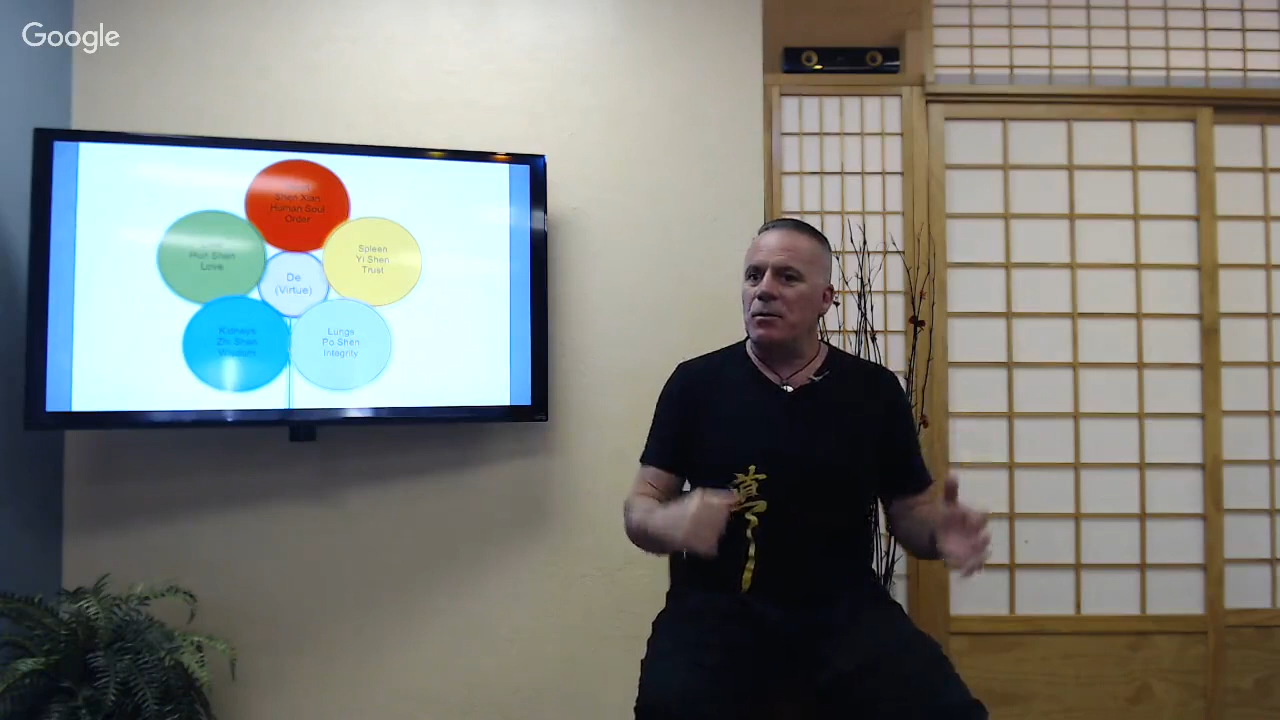 Google
Shen Xian
Human Soul
Order
Hun Shen
Love
Spleen
Yi Shen
Trust
De
(Virtue)
Kidneys
Zhi Shen
Wisdom
Lungs
Po Shen
Integrity